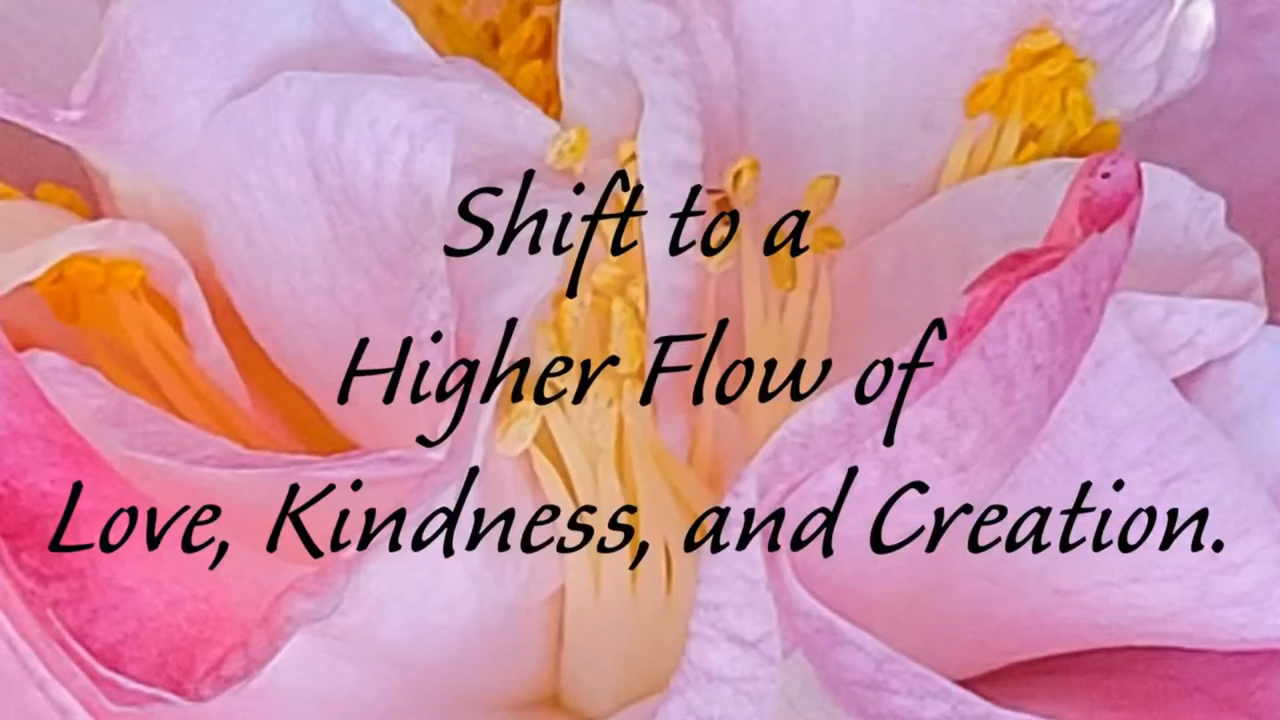 Shift to a
Higher Flow of
Love, Kindness, and Creation.